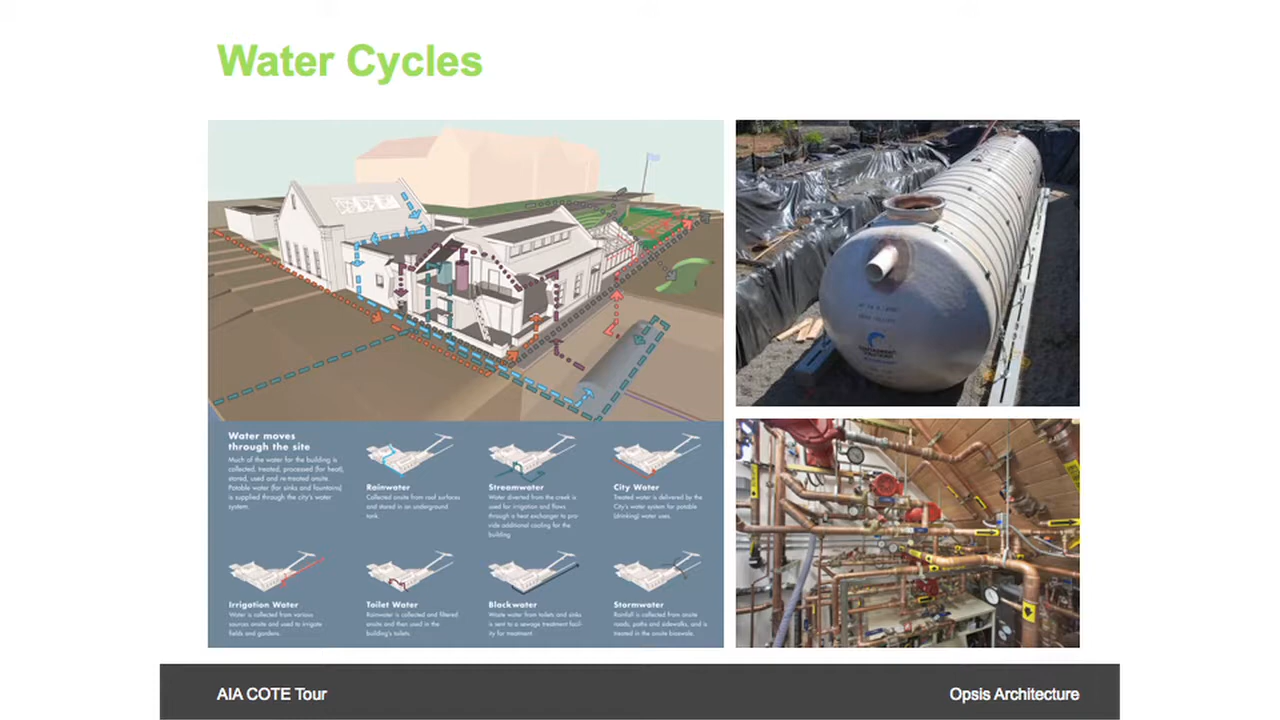 Water Cycles
Water moves
through the site
Much of the water for the building is
collected, treated, processed (for heat),
stored, used and re-treated onsite.
Potable water (for sinks and fountains)
is supplied through the city's water
system.
Rainwater
Collected onsite from roof surfaces
and stored in an underground
tank.
Streamwater
Water diverted from the creek is
used for irrigation and flows
through a heat exchanger to pro-
vide additional cooling for the
building
City Water
Treated water is delivered by the
City's water system for potable
(drinking) water uses.
Irrigation Water
Water is collected from various
sources onsite and used to irrigate
fields and gardens.
Toilet Water
Rainwater is collected and filtered
onsite and then used in the
building's toilets.
Blackwater
Waste water from toilets and sinks
is sent to a sewage treatment facil-
ity for treatment.
Stormwater
Rainfall is collected from onsite
roads, paths and sidewalks, and is
treated in the onsite bioswale.
AIA COTE Tour
Opsis Architecture